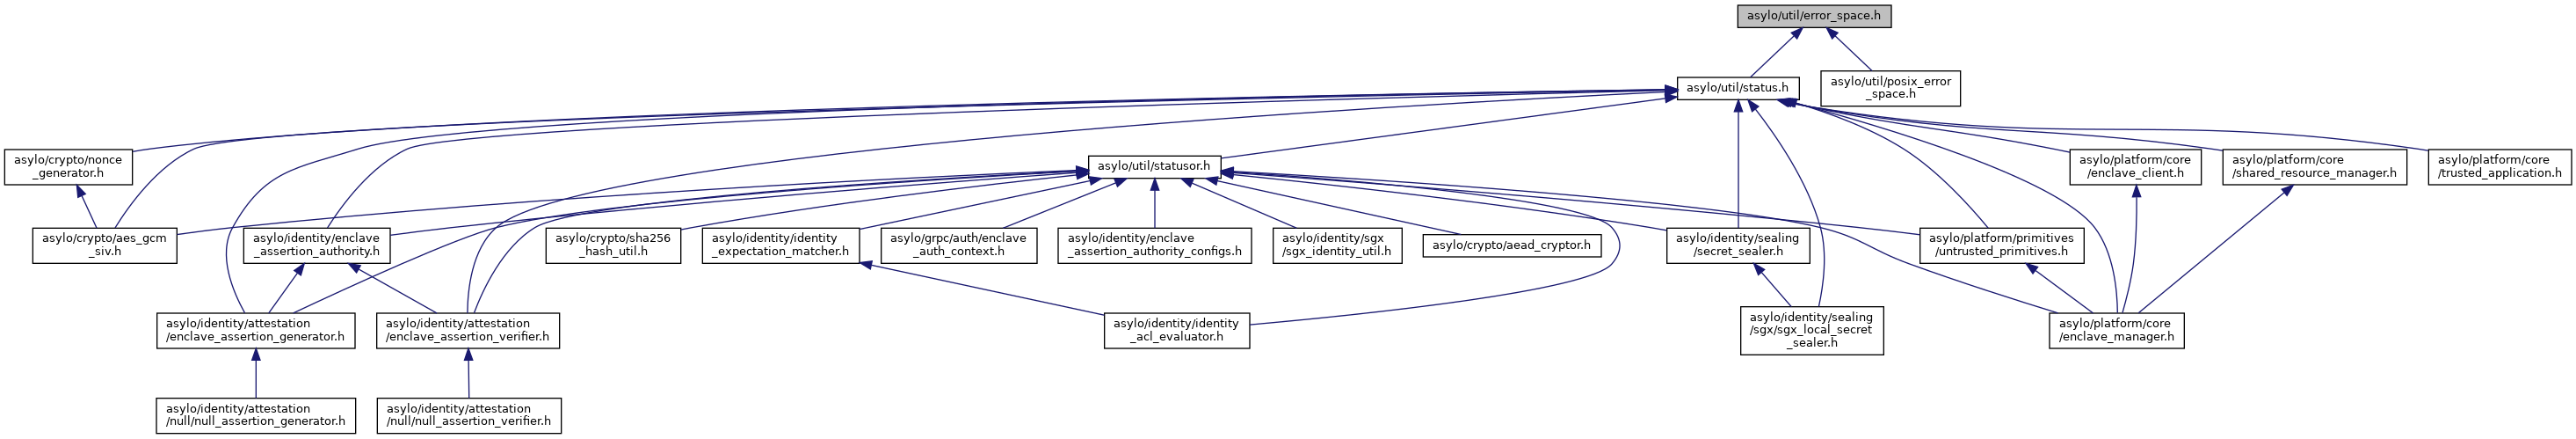 asylo/util/error_space.h
asylo/util/status.h
asylo/util/posix_error
_space.h
asylo/crypto/nonce
_generator.h
asylo/util/statusor.h
asylo/platform/core
/enclave_client.h
asylo/platform/core
/shared_resource_manager.h
asylo/platform/core
/trusted_application.h
asylo/crypto/aes_gcm
_siv.h
asylo/identity/enclave
_assertion_authority.h
asylo/crypto/sha256
_hash_util.h
asylo/identity/identity
_expectation_matcher.h
asylo/grpc/auth/enclave
_auth_context.h
asylo/identity/enclave
_assertion_authority_configs.h
asylo/identity/sgx
/sgx_identity_util.h
asylo/crypto/aead_cryptor.h
asylo/identity/sealing
/secret_sealer.h
asylo/platform/primitives
/untrusted_primitives.h
asylo/identity/attestation
/enclave_assertion_generator.h
asylo/identity/attestation
/enclave_assertion_verifier.h
asylo/identity/identity
_acl_evaluator.h
asylo/identity/sealing
/sgx/sgx_local_secret
_sealer.h
asylo/platform/core
/enclave_manager.h
asylo/identity/attestation
/null/null_assertion_generator.h
asylo/identity/attestation
/null/null_assertion_verifier.h